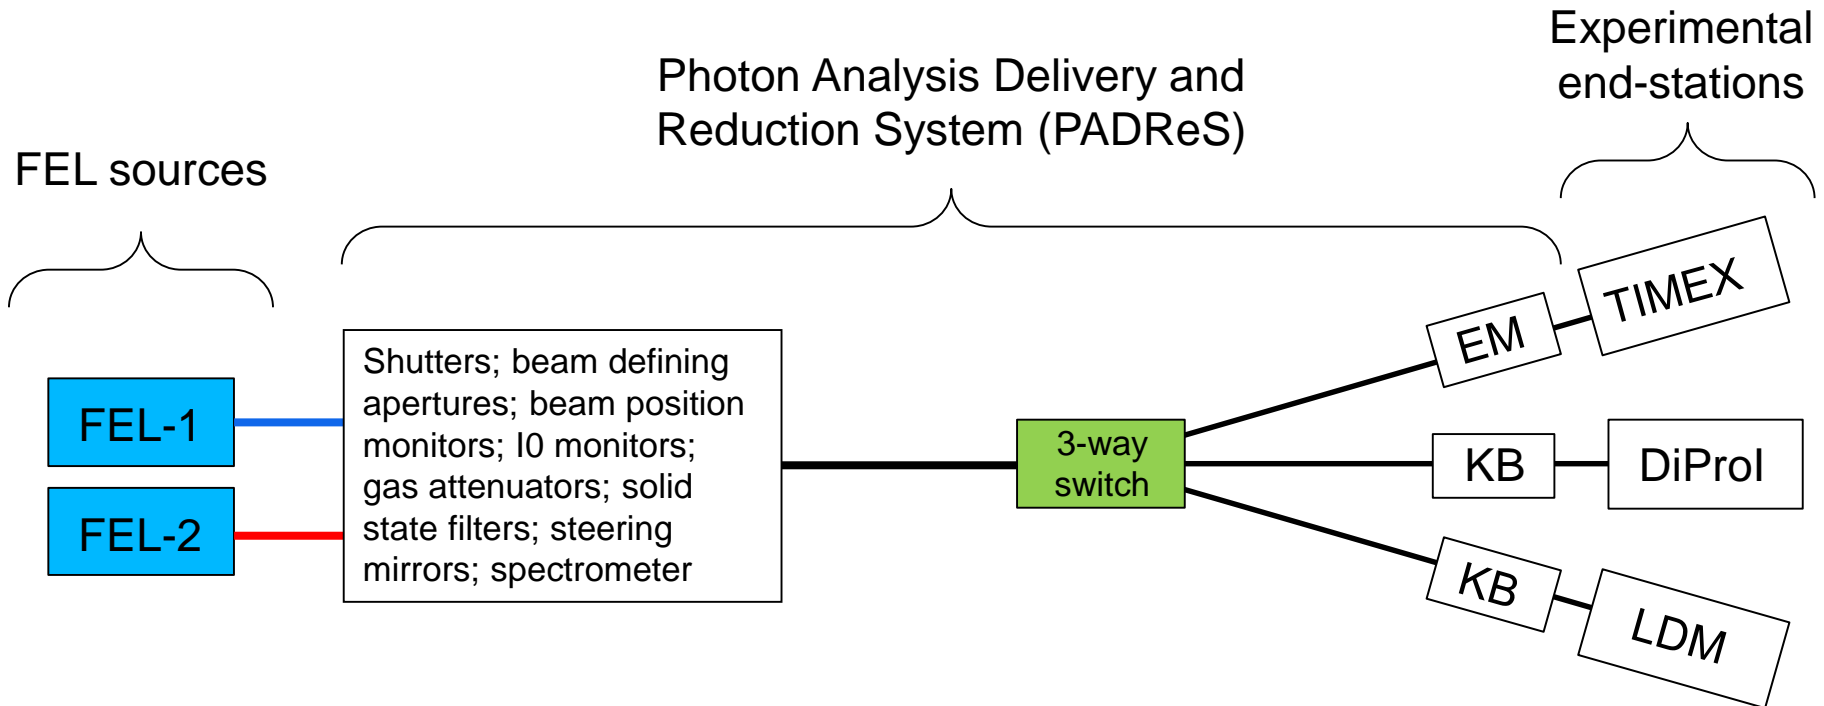 Experimental
end-stations
Photon Analysis Delivery and
Reduction System (PADReS)
FEL sources
FEL-1
FEL-2
Shutters; beam defining
apertures; beam position
monitors; I0 monitors;
gas attenuators; solid
state filters; steering
mirrors; spectrometer
3-way
switch
EM
TIMEX
KB
DiProI
KB
LDM